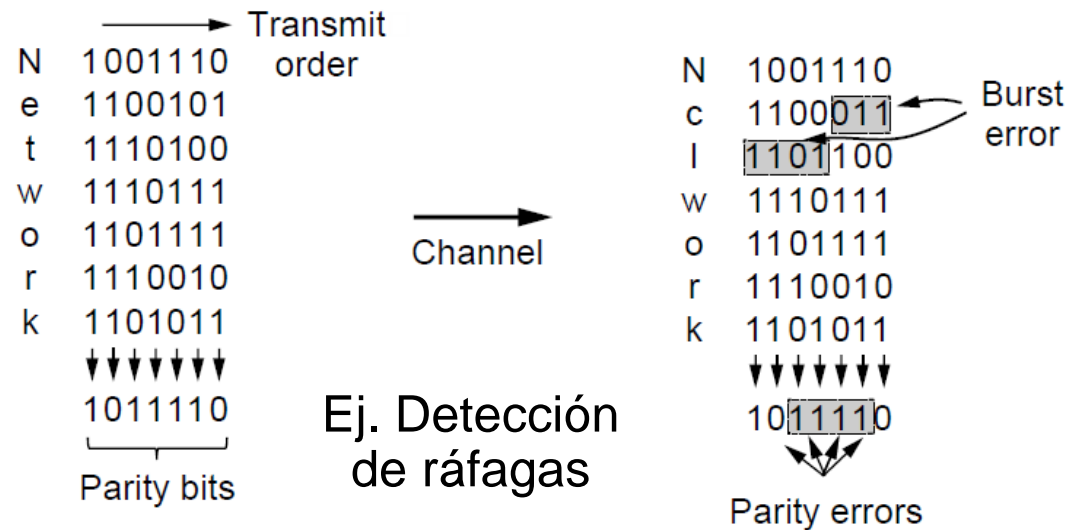 Transmit
order
N 1001110
e 1100101
t 1110100
w 1110111
o 1101111
r 1110010
k 1101011
1011110
Parity bits
Channel
Ej. Detección
de ráfagas
N 1001110
c 1100011
l 1101100
w 1110111
o 1101111
r 1110010
k 1101011
1011110
Burst
error
Parity errors